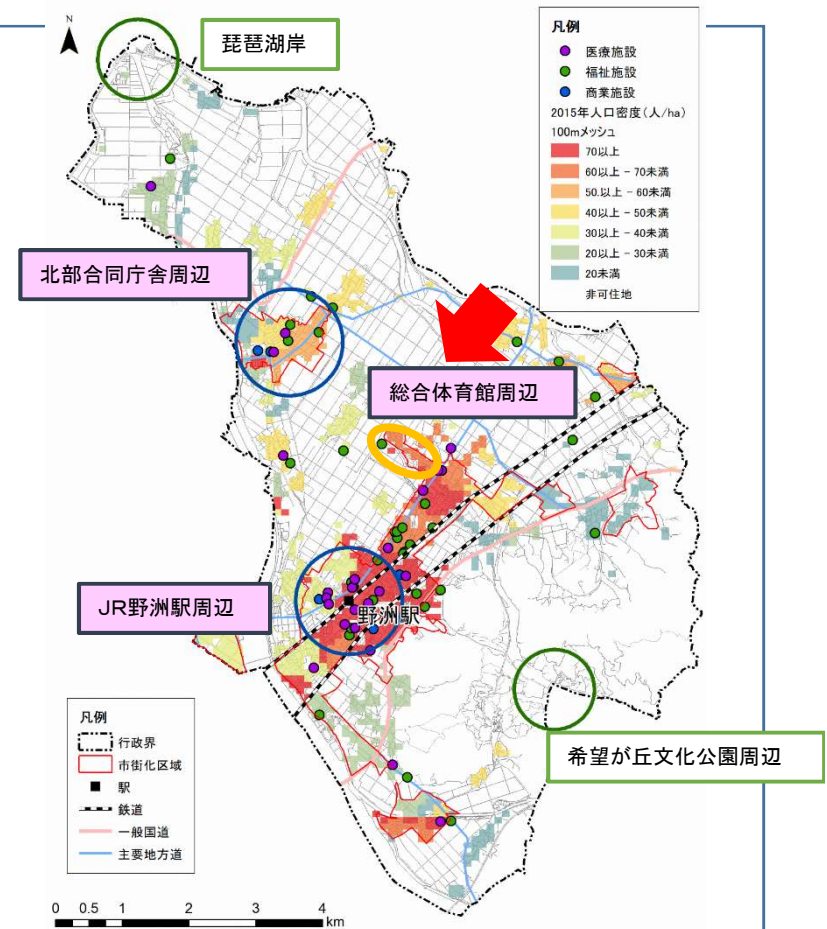 N
琵琶湖岸
凡例
医療施設
福祉施設
商業施設
2015年人口密度(人/ha)
100mメッシュ
70以上
60以上 - 70未満
50.以上 - 60未満
40以上 - 50未満
30以上 - 40未満
20以上 - 30未満
20未満
非可住地
北部合同庁舎周辺
総合体育館周辺
JR野洲駅周辺
野洲駅
希望が丘文化公園周辺
凡例
行政界
市街化区域
駅
鉄道
一般国道
主要地方道
0 0.5 1 2 3 4
km